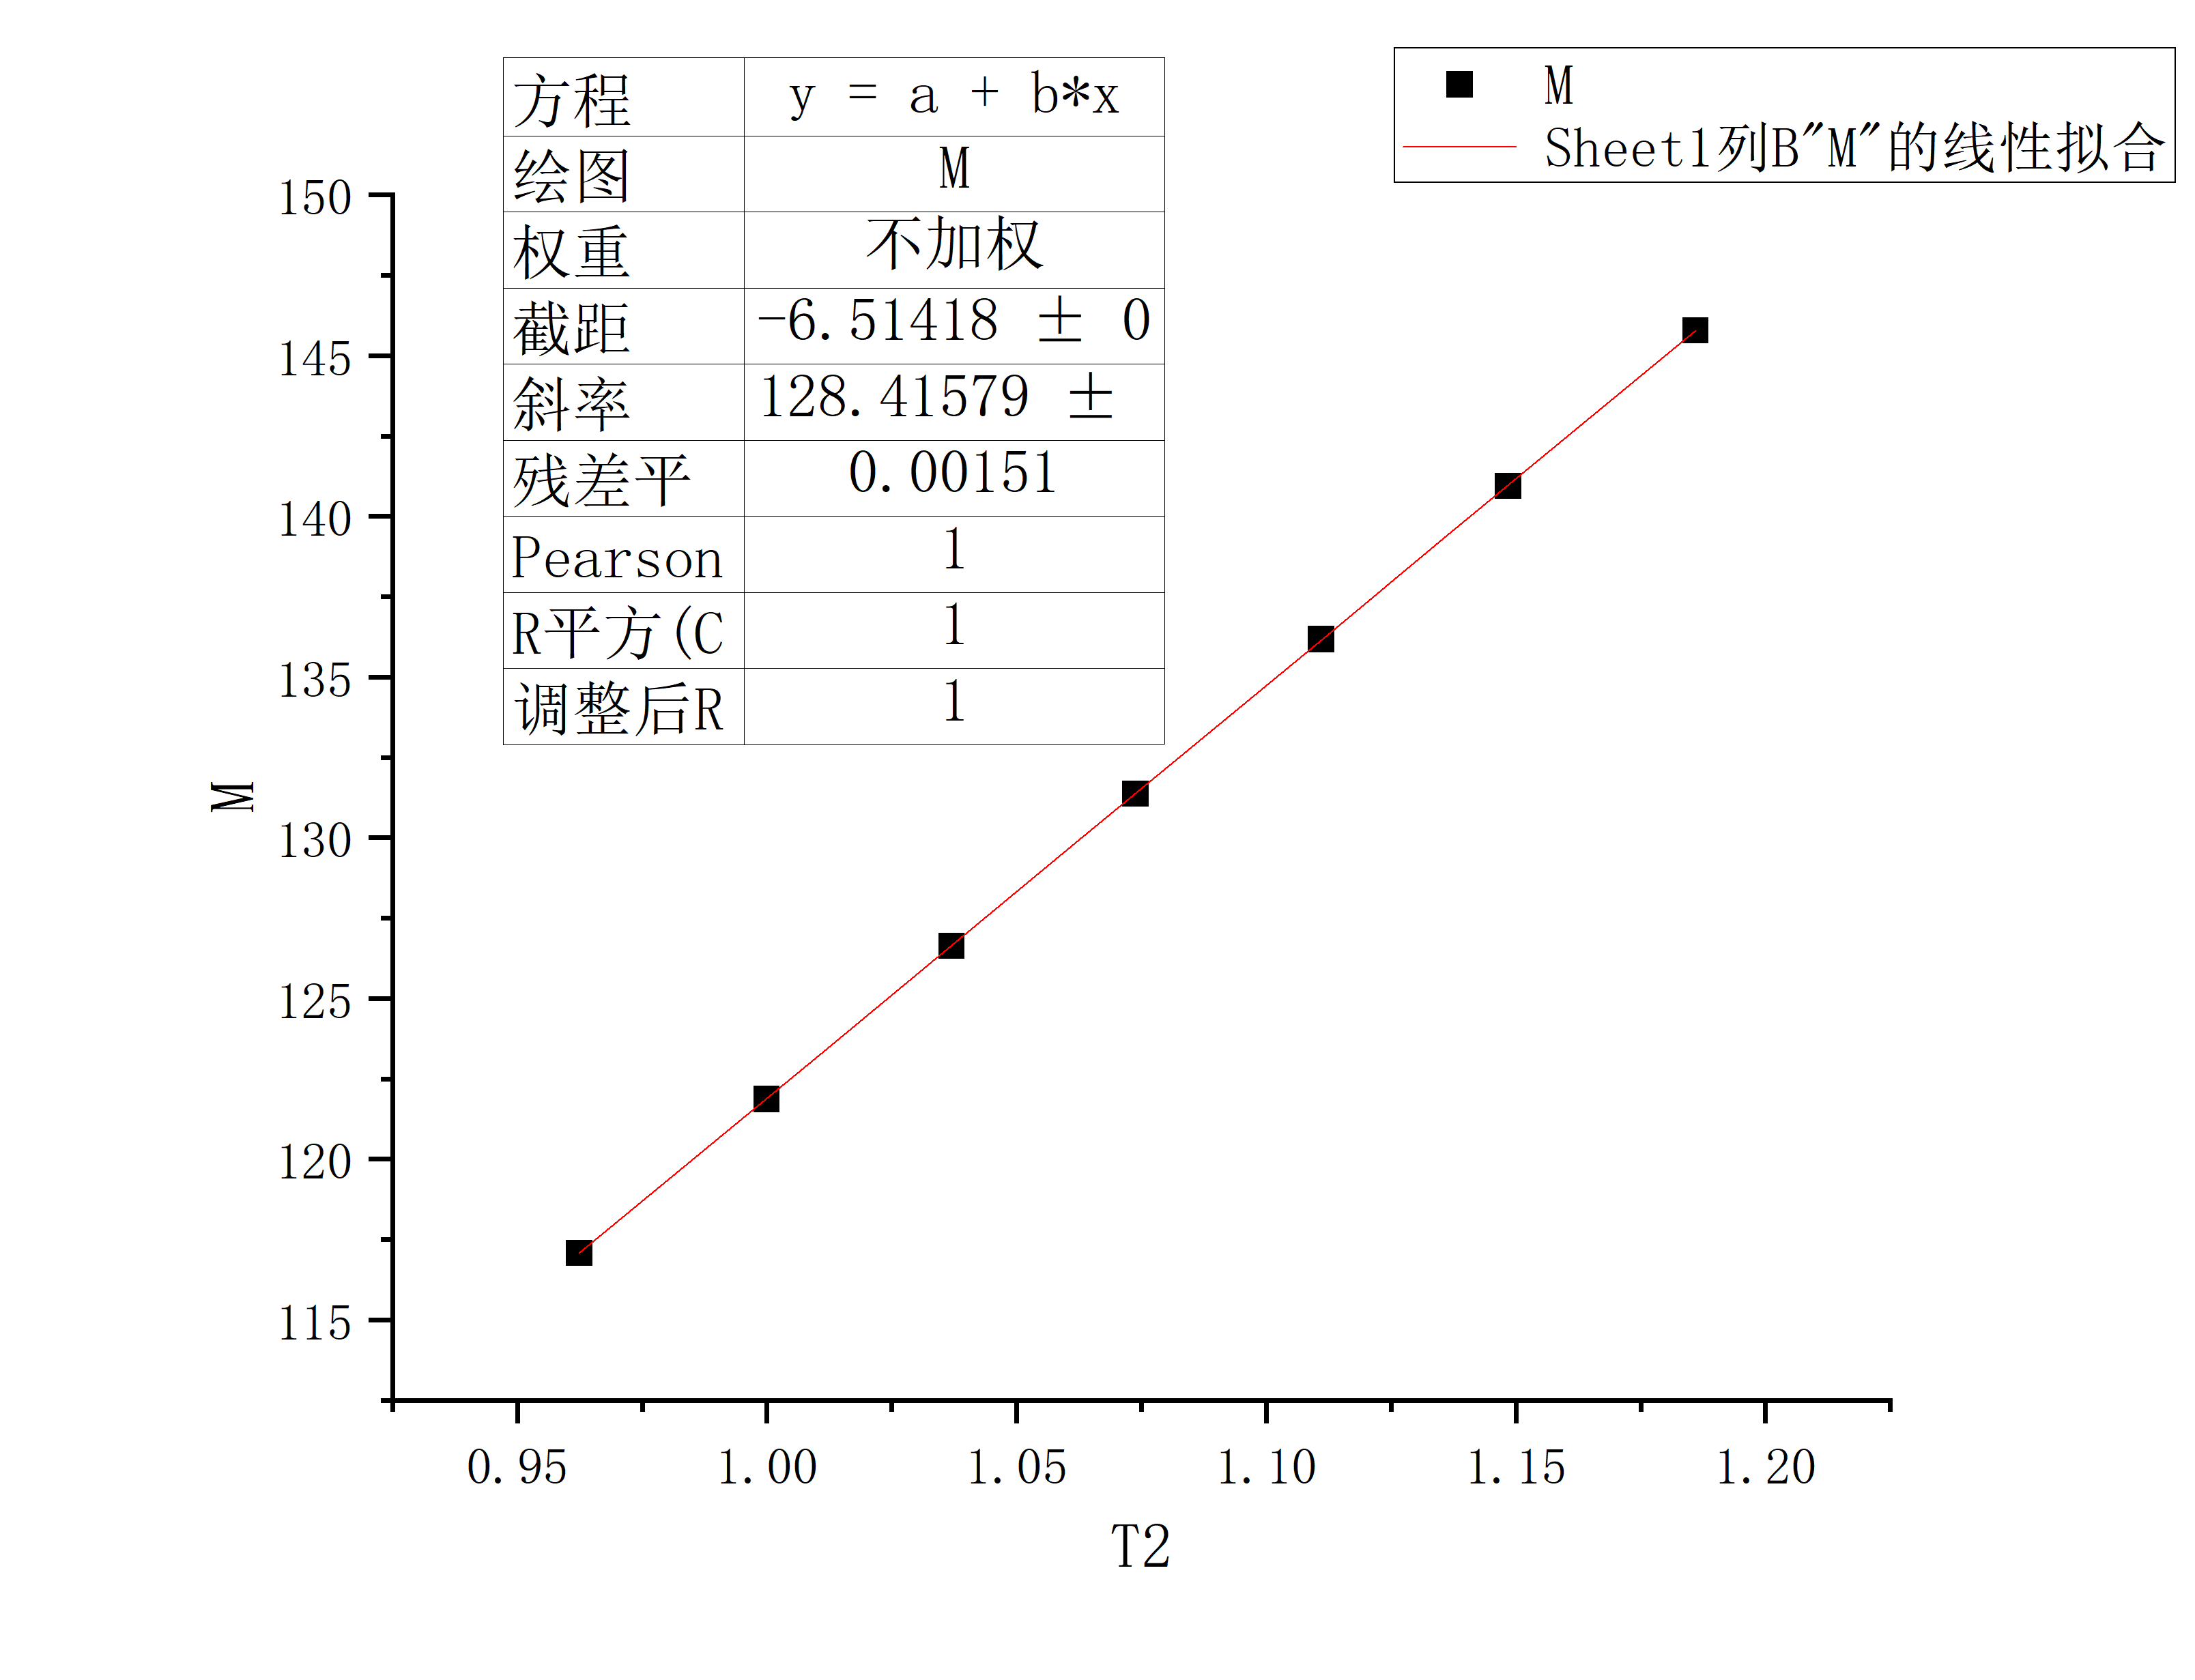 方程 y = a + b*x
绘图 M
权重 不加权
截距 -6.51418 ± 0
斜率 128.41579 ±
残差平 0.00151
Pearson 1
R平方(C 1
调整后R 1
M
Sheet1列B"M"的线性拟合
150
145
140
135
130
125
120
115
M
0.95 1.00 1.05 1.10 1.15 1.20
T2